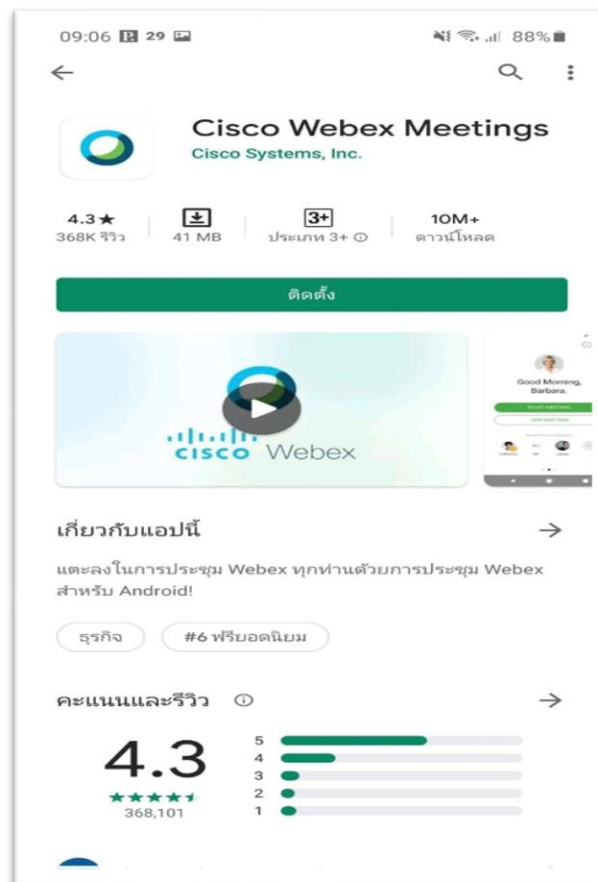 09:06 29 88%
Cisco Webex Meetings
Cisco Systems, Inc.
4.3★ 3+ 10M+
368K รีวิว 41 MB ประเภท 3+ ดาวน์โหลด
ติดตั้ง
CISCO Webex
Good Morning,
Barbara.
START MEETING
JOIN MEETING
เกี่ยวกับแอปนี้
แตะลงในการประชุม Webex ทุกท่านด้วยการประชุม Webex
สำหรับ Android!
ธุรกิจ #6 ฟรียอดนิยม
คะแนนและรีวิว
4.3
368,101
5
4
3
2
1